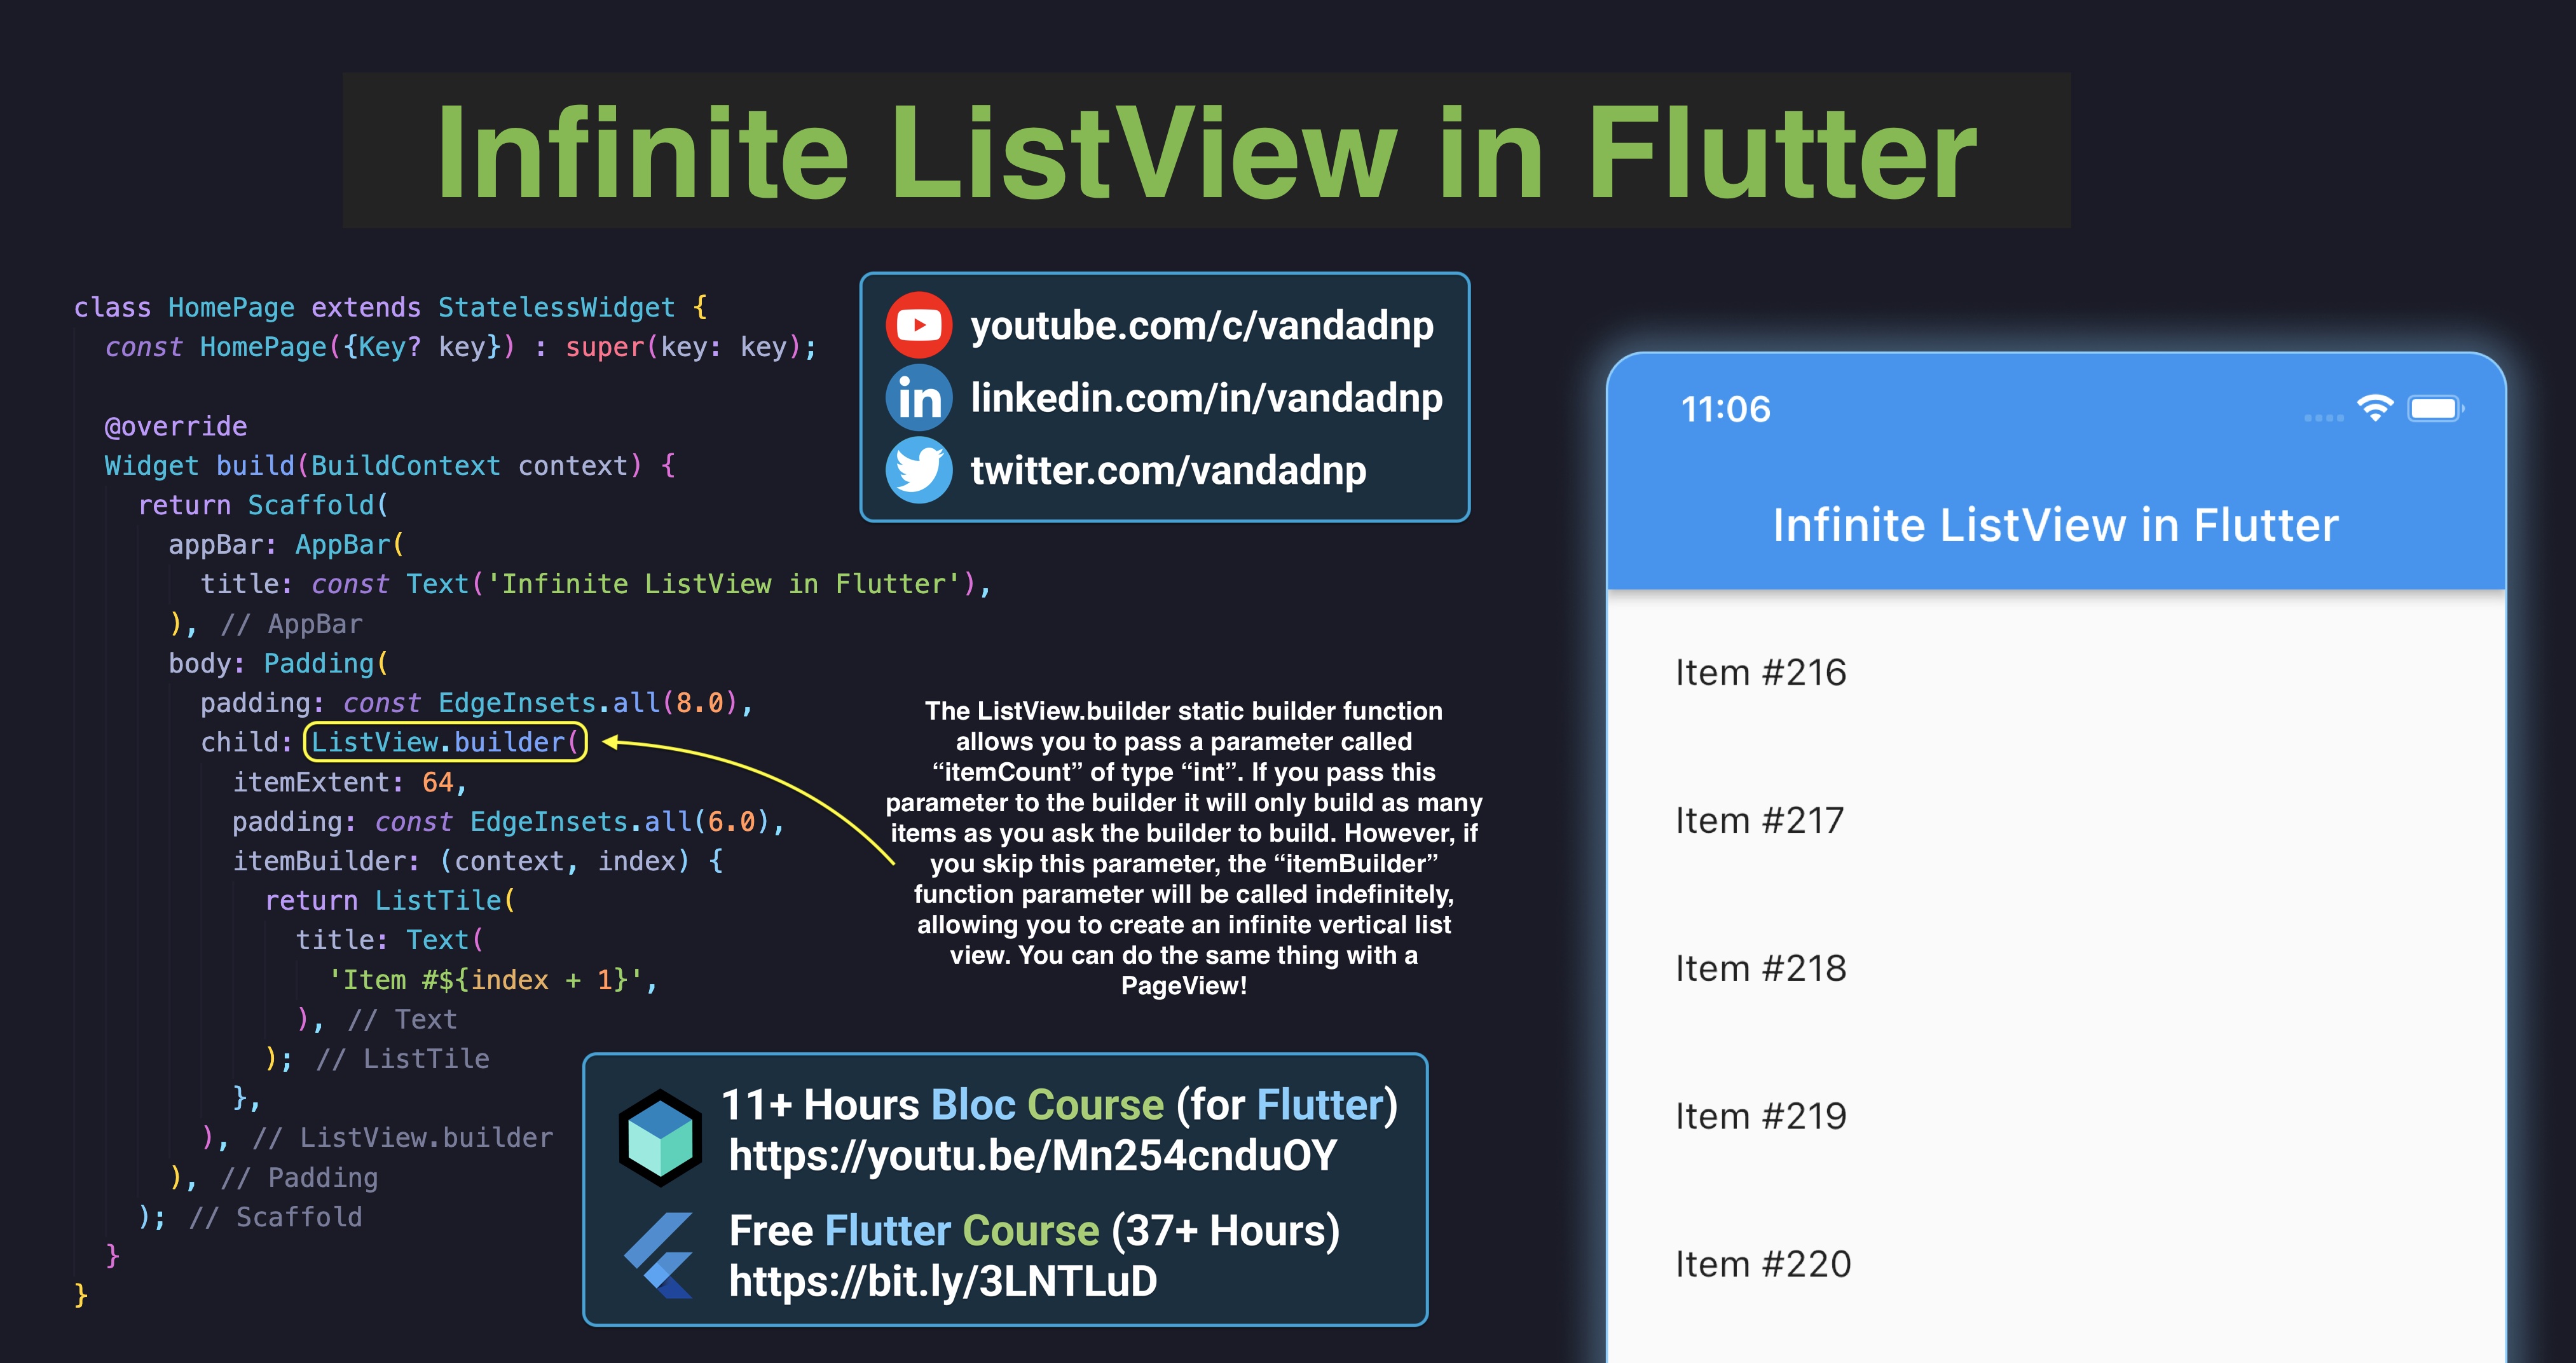 Infinite ListView in Flutter
class HomePage extends StatelessWidget {
const HomePage({Key? key}) : super(key: key);
@override
Widget build(BuildContext context) {
return Scaffold(
appBar: AppBar(
title: const Text('Infinite ListView in Flutter'),
), // AppBar
body: Padding(
padding: const EdgeInsets.all(8.0),
child: ListView.builder(
itemExtent: 64,
padding: const EdgeInsets.all(6.0),
itemBuilder: (context, index) {
return ListTile(
title: Text(
'Item #${index + 1}',
), // Text
); // ListTile
},
), // ListView.builder
), // Padding
); // Scaffold
}
}
youtube.com/c/vandadnp
linkedin.com/in/vandadnp
twitter.com/vandadnp
The ListView.builder static builder function
allows you to pass a parameter called
“itemCount” of type “int”. If you pass this
parameter to the builder it will only build as many
items as you ask the builder to build. However, if
you skip this parameter, the “itemBuilder”
function parameter will be called indefinitely,
allowing you to create an infinite vertical list
view. You can do the same thing with a
PageView!
11+ Hours Bloc Course (for Flutter)
https://youtu.be/Mn254cnduOY
Free Flutter Course (37+ Hours)
https://bit.ly/3LNTLuD
11:06
Infinite ListView in Flutter
Item #216
Item #217
Item #218
Item #219
Item #220